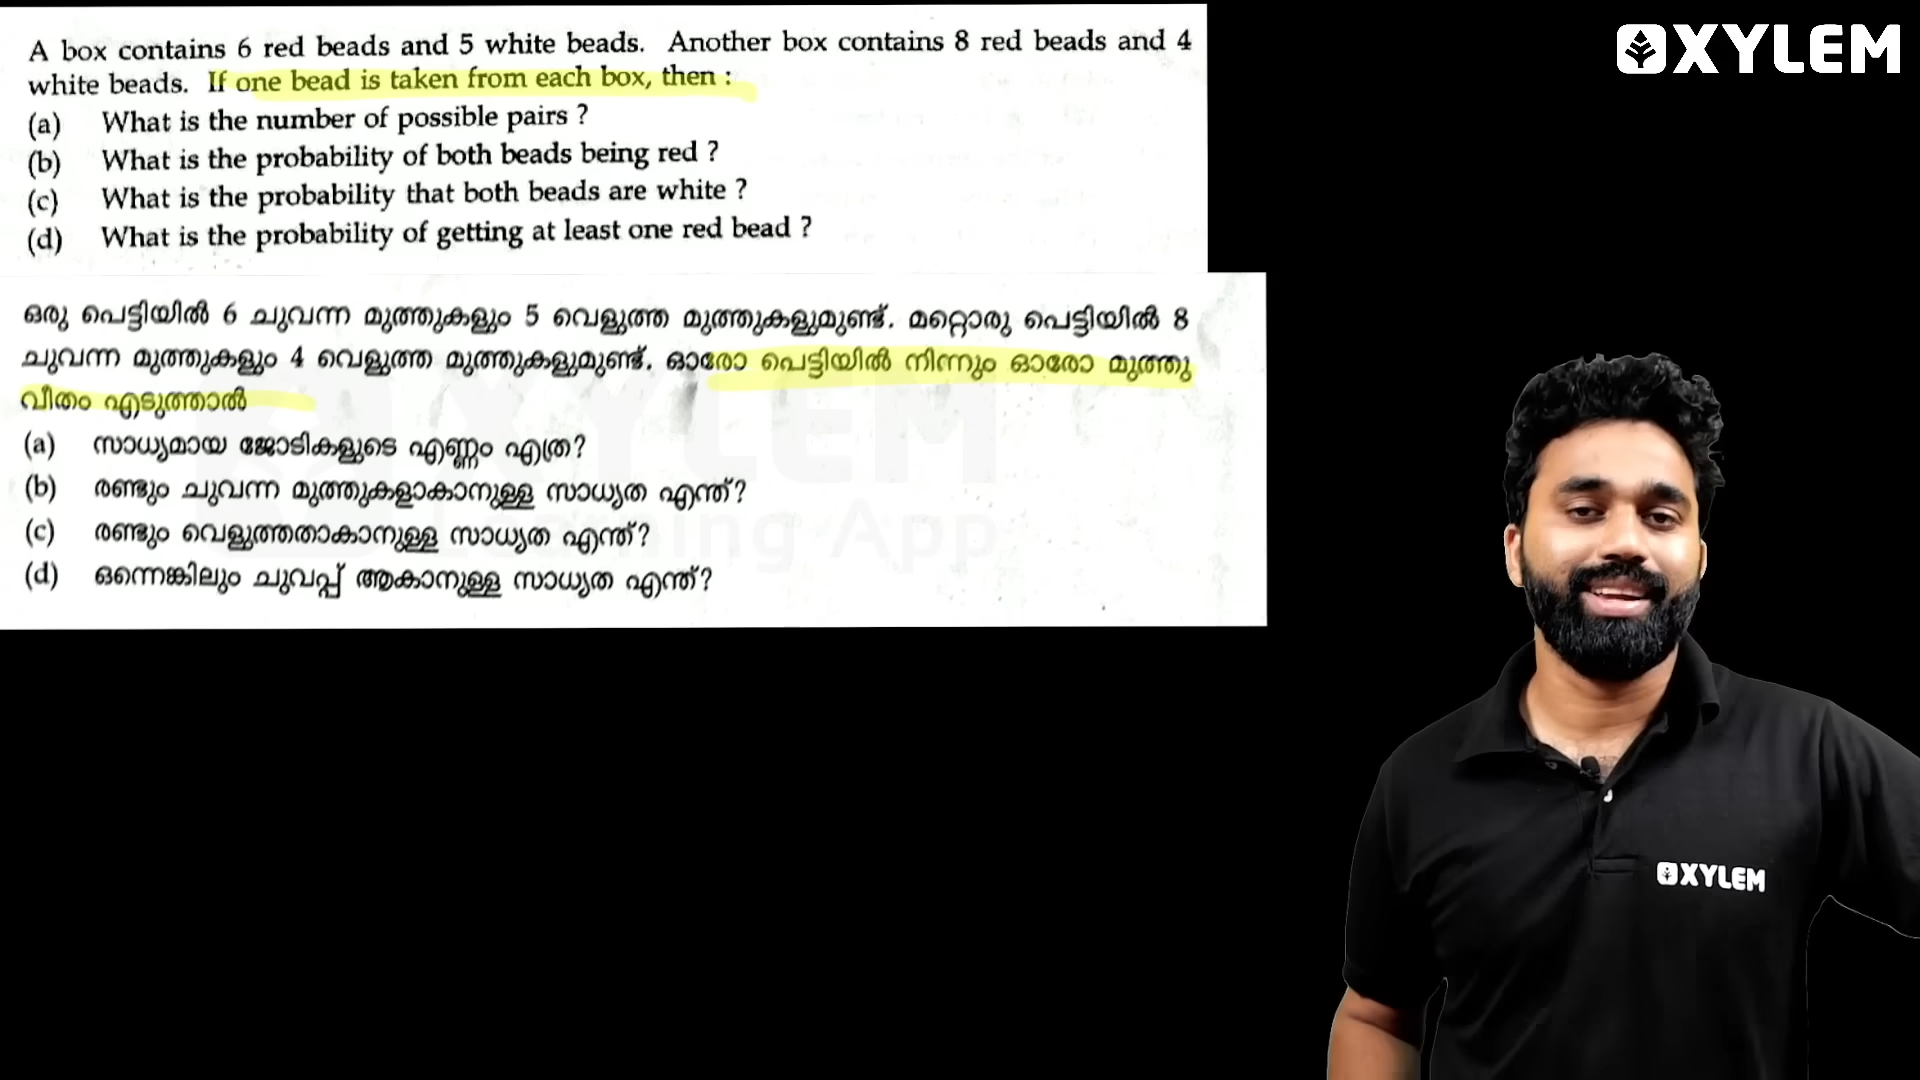 A box contains 6 red beads and 5 white beads. Another box contains 8 red beads and 4
white beads. If one bead is taken from each box, then :
(a) What is the number of possible pairs ?
(b) What is the probability of both beads being red ?
(c) What is the probability that both beads are white ?
(d) What is the probability of getting at least one red bead ?
ഒരു പെട്ടിയിൽ 6 ചുവന്ന മുത്തുകളും 5 വെളുത്ത മുത്തുകളുമുണ്ട്. മറ്റൊരു പെട്ടിയിൽ 8
ചുവന്ന മുത്തുകളും 4 വെളുത്ത മുത്തുകളുമുണ്ട്. ഓരോ പെട്ടിയിൽ നിന്നും ഓരോ മുത്തു
വീതം എടുത്താൽ
(a) സാധ്യമായ ജോടികളുടെ എണ്ണം എത്ര?
(b) രണ്ടും ചുവന്ന മുത്തുകളാകാനുള്ള സാധ്യത എന്ത്?
(c) രണ്ടും വെളുത്തതാകാനുള്ള സാധ്യത എന്ത്?
(d) ഒന്നെങ്കിലും ചുവപ്പ് ആകാനുള്ള സാധ്യത എന്ത്?
XYLEM
Learning App
XYLEM
XYLEM